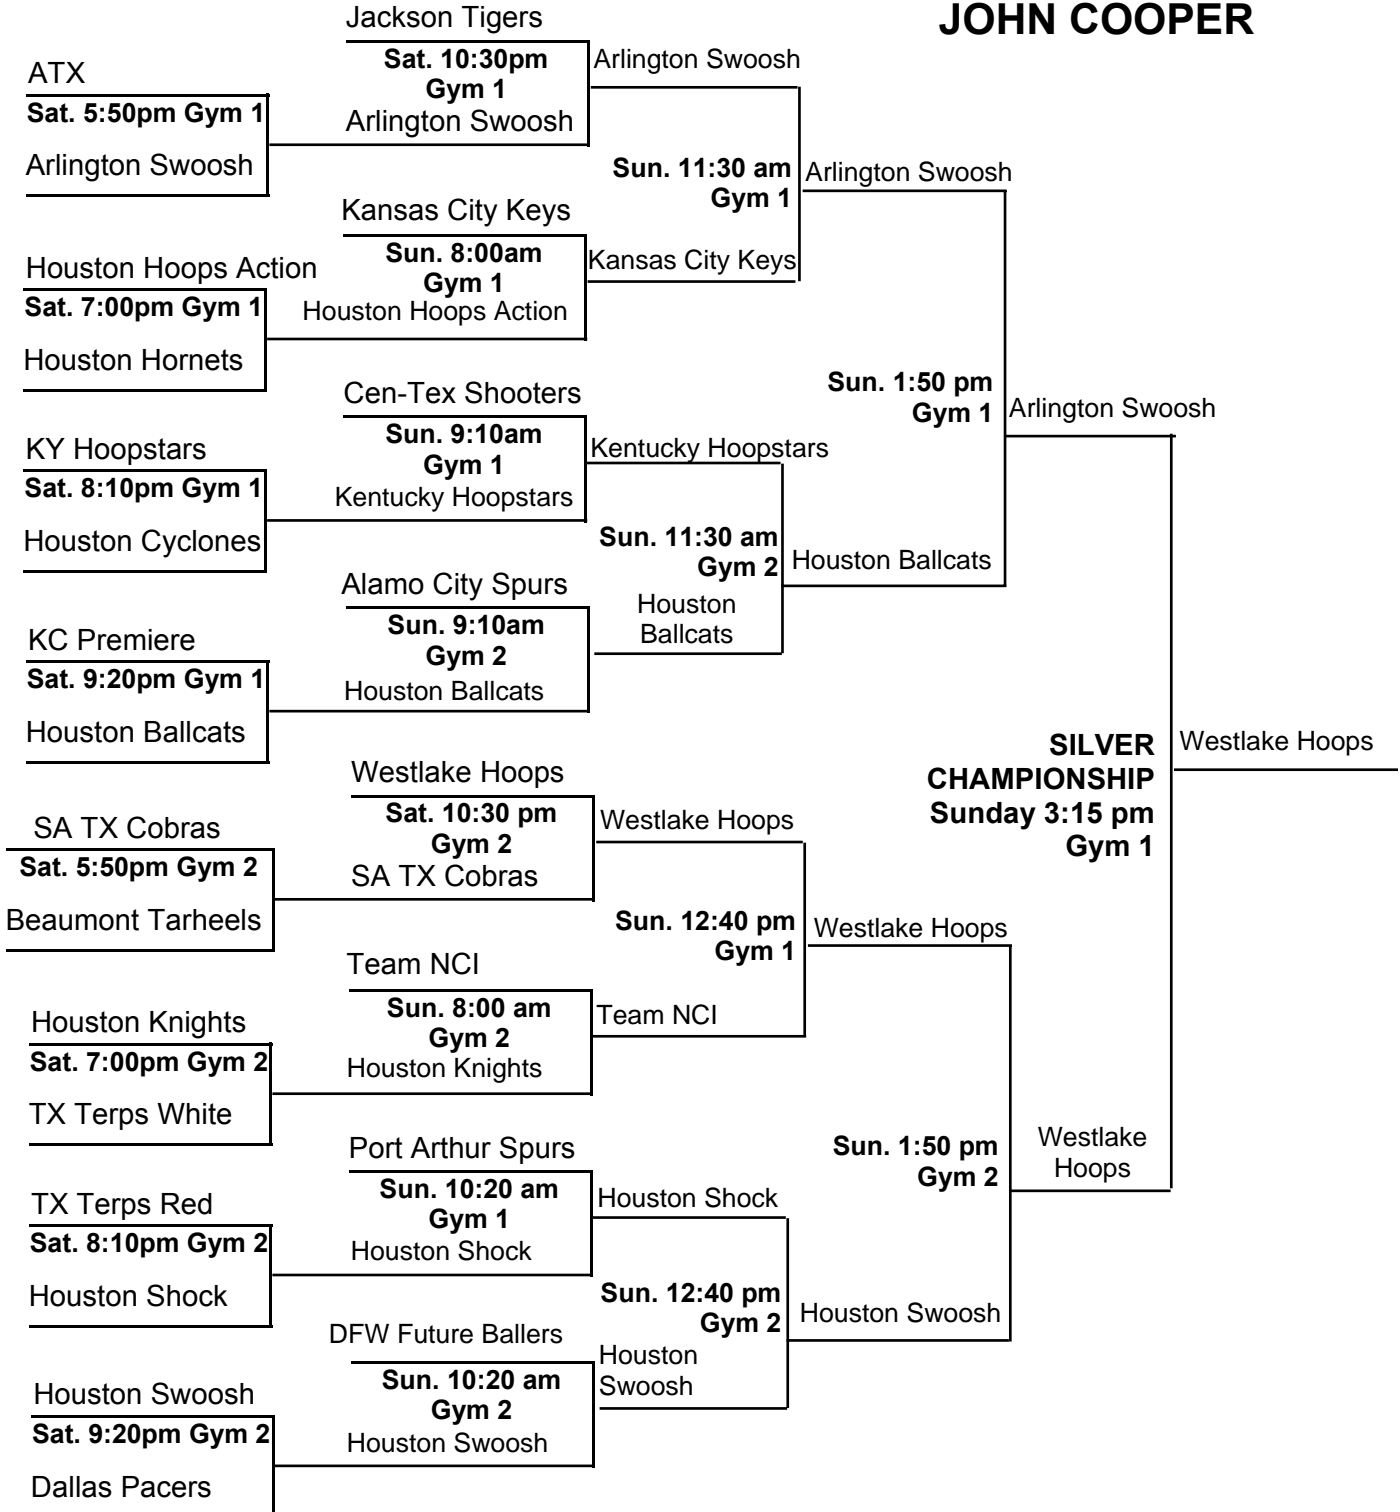 JOHN COOPER
ATX
Sat. 5:50pm Gym 1
Arlington Swoosh
Houston Hoops Action
Sat. 7:00pm Gym 1
Houston Hornets
KY Hoopstars
Sat. 8:10pm Gym 1
Houston Cyclones
KC Premiere
Sat. 9:20pm Gym 1
Houston Ballcats
SA TX Cobras
Sat. 5:50pm Gym 2
Beaumont Tarheels
Houston Knights
Sat. 7:00pm Gym 2
TX Terps White
TX Terps Red
Sat. 8:10pm Gym 2
Houston Shock
Houston Swoosh
Sat. 9:20pm Gym 2
Dallas Pacers
Jackson Tigers
Sat. 10:30pm
Gym 1
Arlington Swoosh
Kansas City Keys
Sun. 8:00am
Gym 1
Houston Hoops Action
Cen-Tex Shooters
Sun. 9:10am
Gym 1
Kentucky Hoopstars
Alamo City Spurs
Sun. 9:10am
Gym 2
Houston Ballcats
Westlake Hoops
Sat. 10:30 pm
Gym 2
SA TX Cobras
Team NCI
Sun. 8:00 am
Gym 2
Houston Knights
Port Arthur Spurs
Sun. 10:20 am
Gym 1
Houston Shock
DFW Future Ballers
Sun. 10:20 am
Gym 2
Houston Swoosh
Arlington Swoosh
Sun. 11:30 am
Gym 1
Kansas City Keys
Kentucky Hoopstars
Sun. 11:30 am
Gym 2
Houston
Ballcats
Westlake Hoops
Sun. 12:40 pm
Gym 1
Team NCI
Houston Shock
Sun. 12:40 pm
Gym 2
Houston
Swoosh
Arlington Swoosh
Sun. 1:50 pm
Gym 1
Houston Ballcats
Westlake Hoops
Sun. 1:50 pm
Gym 2
Houston Swoosh
Arlington Swoosh
SILVER
CHAMPIONSHIP
Sunday 3:15 pm
Gym 1
Westlake
Hoops
Westlake Hoops